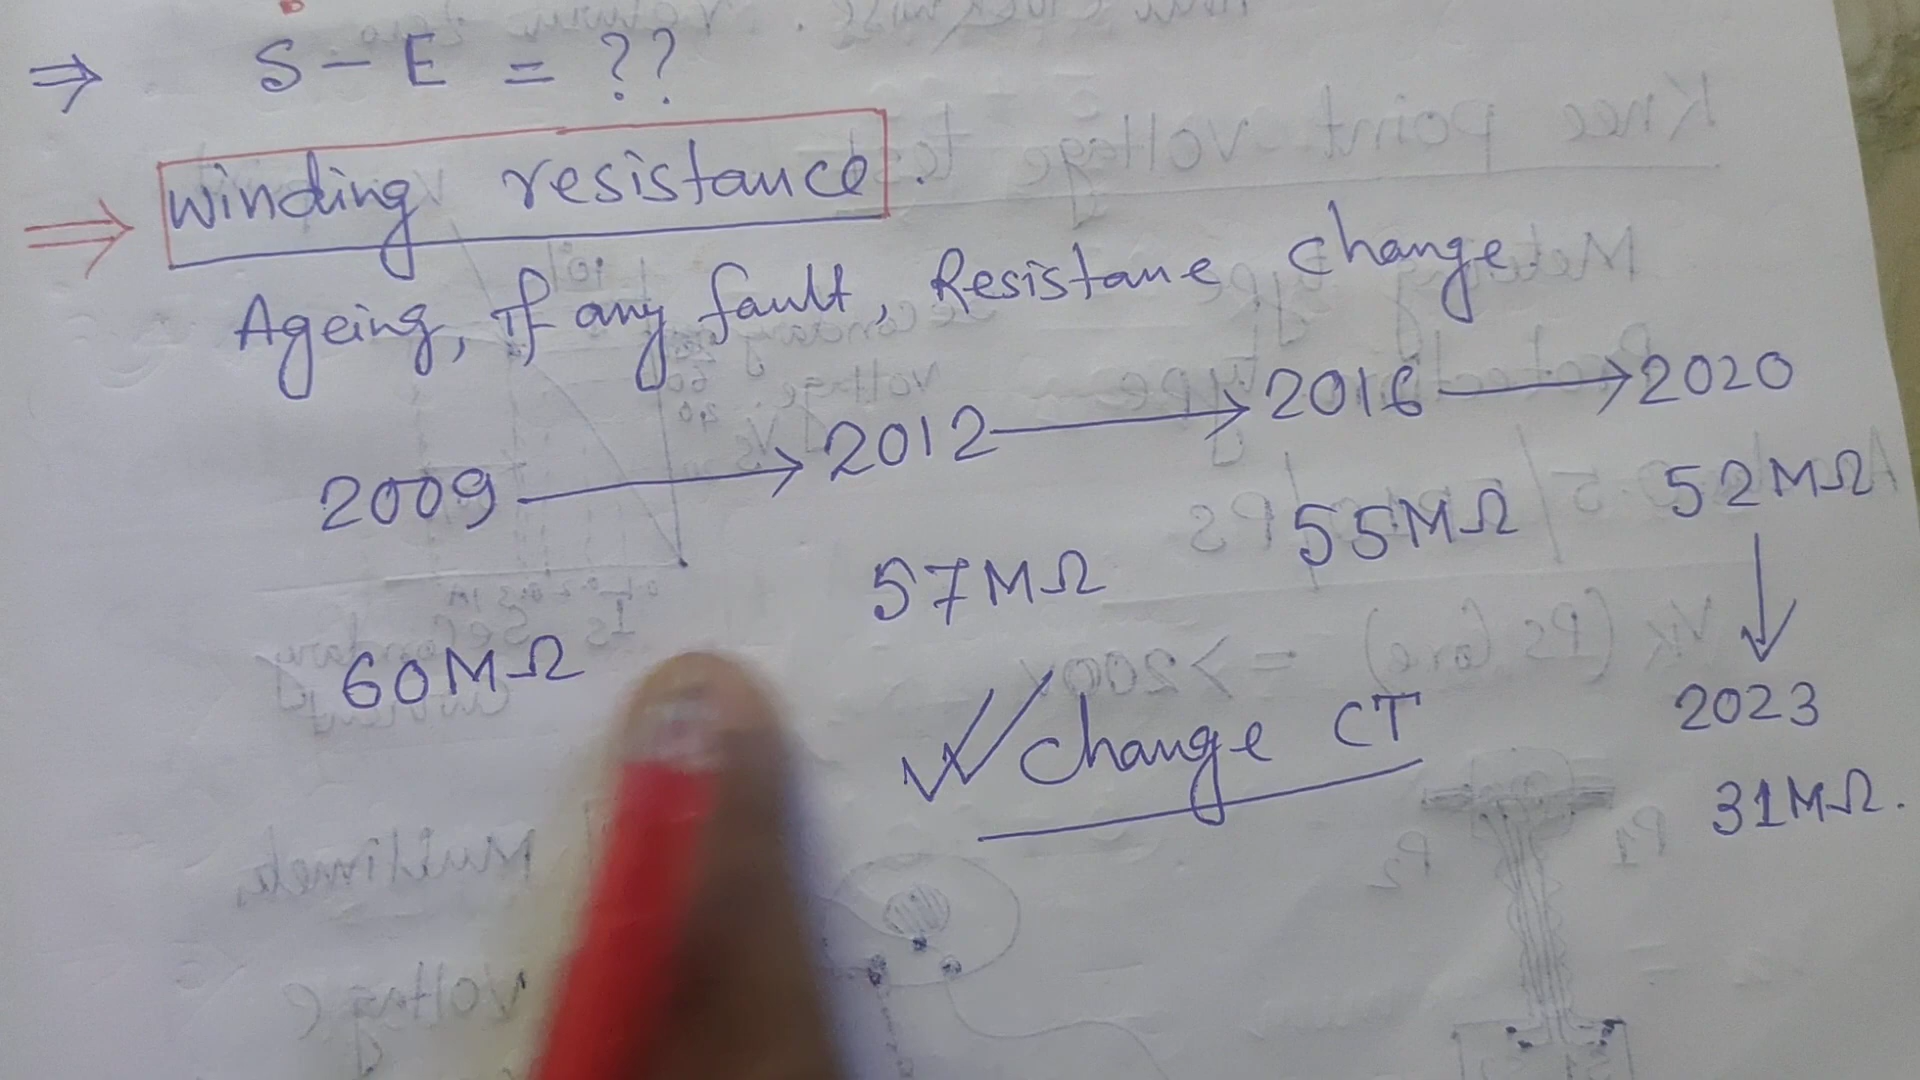 ⇒ S - E = ??
⇒ Winding resistance.
Ageing, if any fault, Resistane change
2009 → 2012 → 2016 → 2020
60MΩ 57MΩ 55MΩ 52MΩ
↓
2023
✓✓ Change CT
31MΩ.